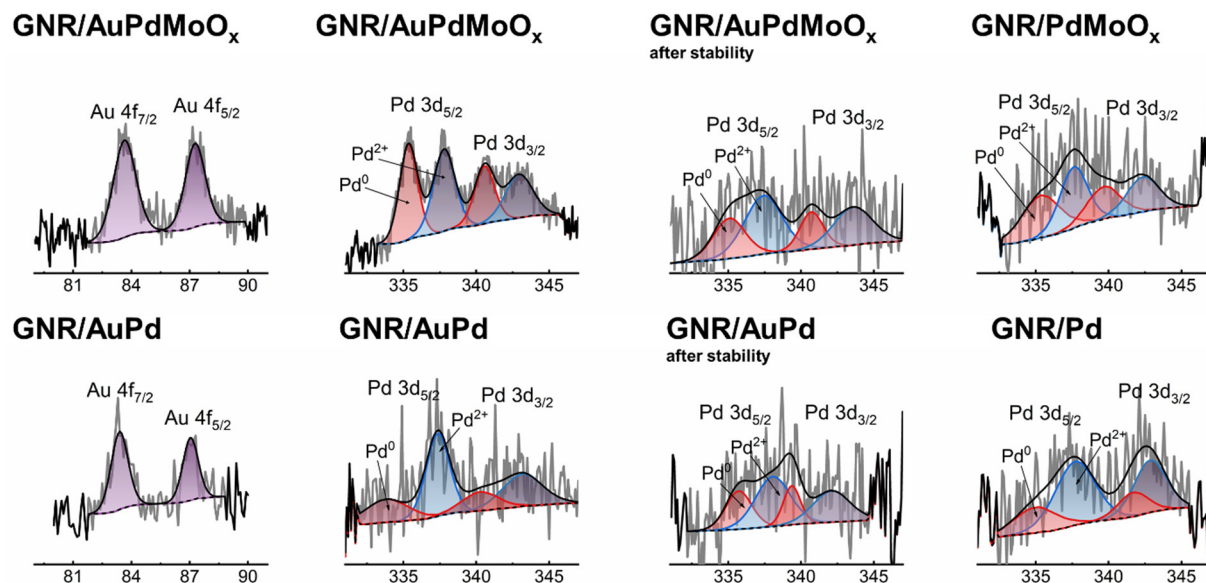 GNR/AuPdMoₓ
Au 4f₇/₂
Au 4f₅/₂
81 84 87 90
GNR/AuPdMoOₓ
Pd 3d₅/₂
Pd²⁺
Pd⁰
Pd 3d₃/₂
335 340 345
GNR/AuPdMoOₓ
after stability
Pd 3d₅/₂
Pd 3d₃/₂
Pd²⁺
Pd⁰
335 340 345
GNR/PdMoOₓ
Pd 3d₅/₂
Pd 3d₃/₂
Pd²⁺
Pd⁰
335 340 345
GNR/AuPd
Au 4f₇/₂
Au 4f₅/₂
81 84 87 90
GNR/AuPd
Pd 3d₅/₂
Pd 3d₃/₂
Pd²⁺
Pd⁰
335 340 345
GNR/AuPd
after stability
Pd 3d₅/₂
Pd 3d₃/₂
Pd²⁺
Pd⁰
335 340 345
GNR/Pd
Pd 3d₃/₂
Pd 3d₅/₂
Pd²⁺
Pd⁰
335 340 345